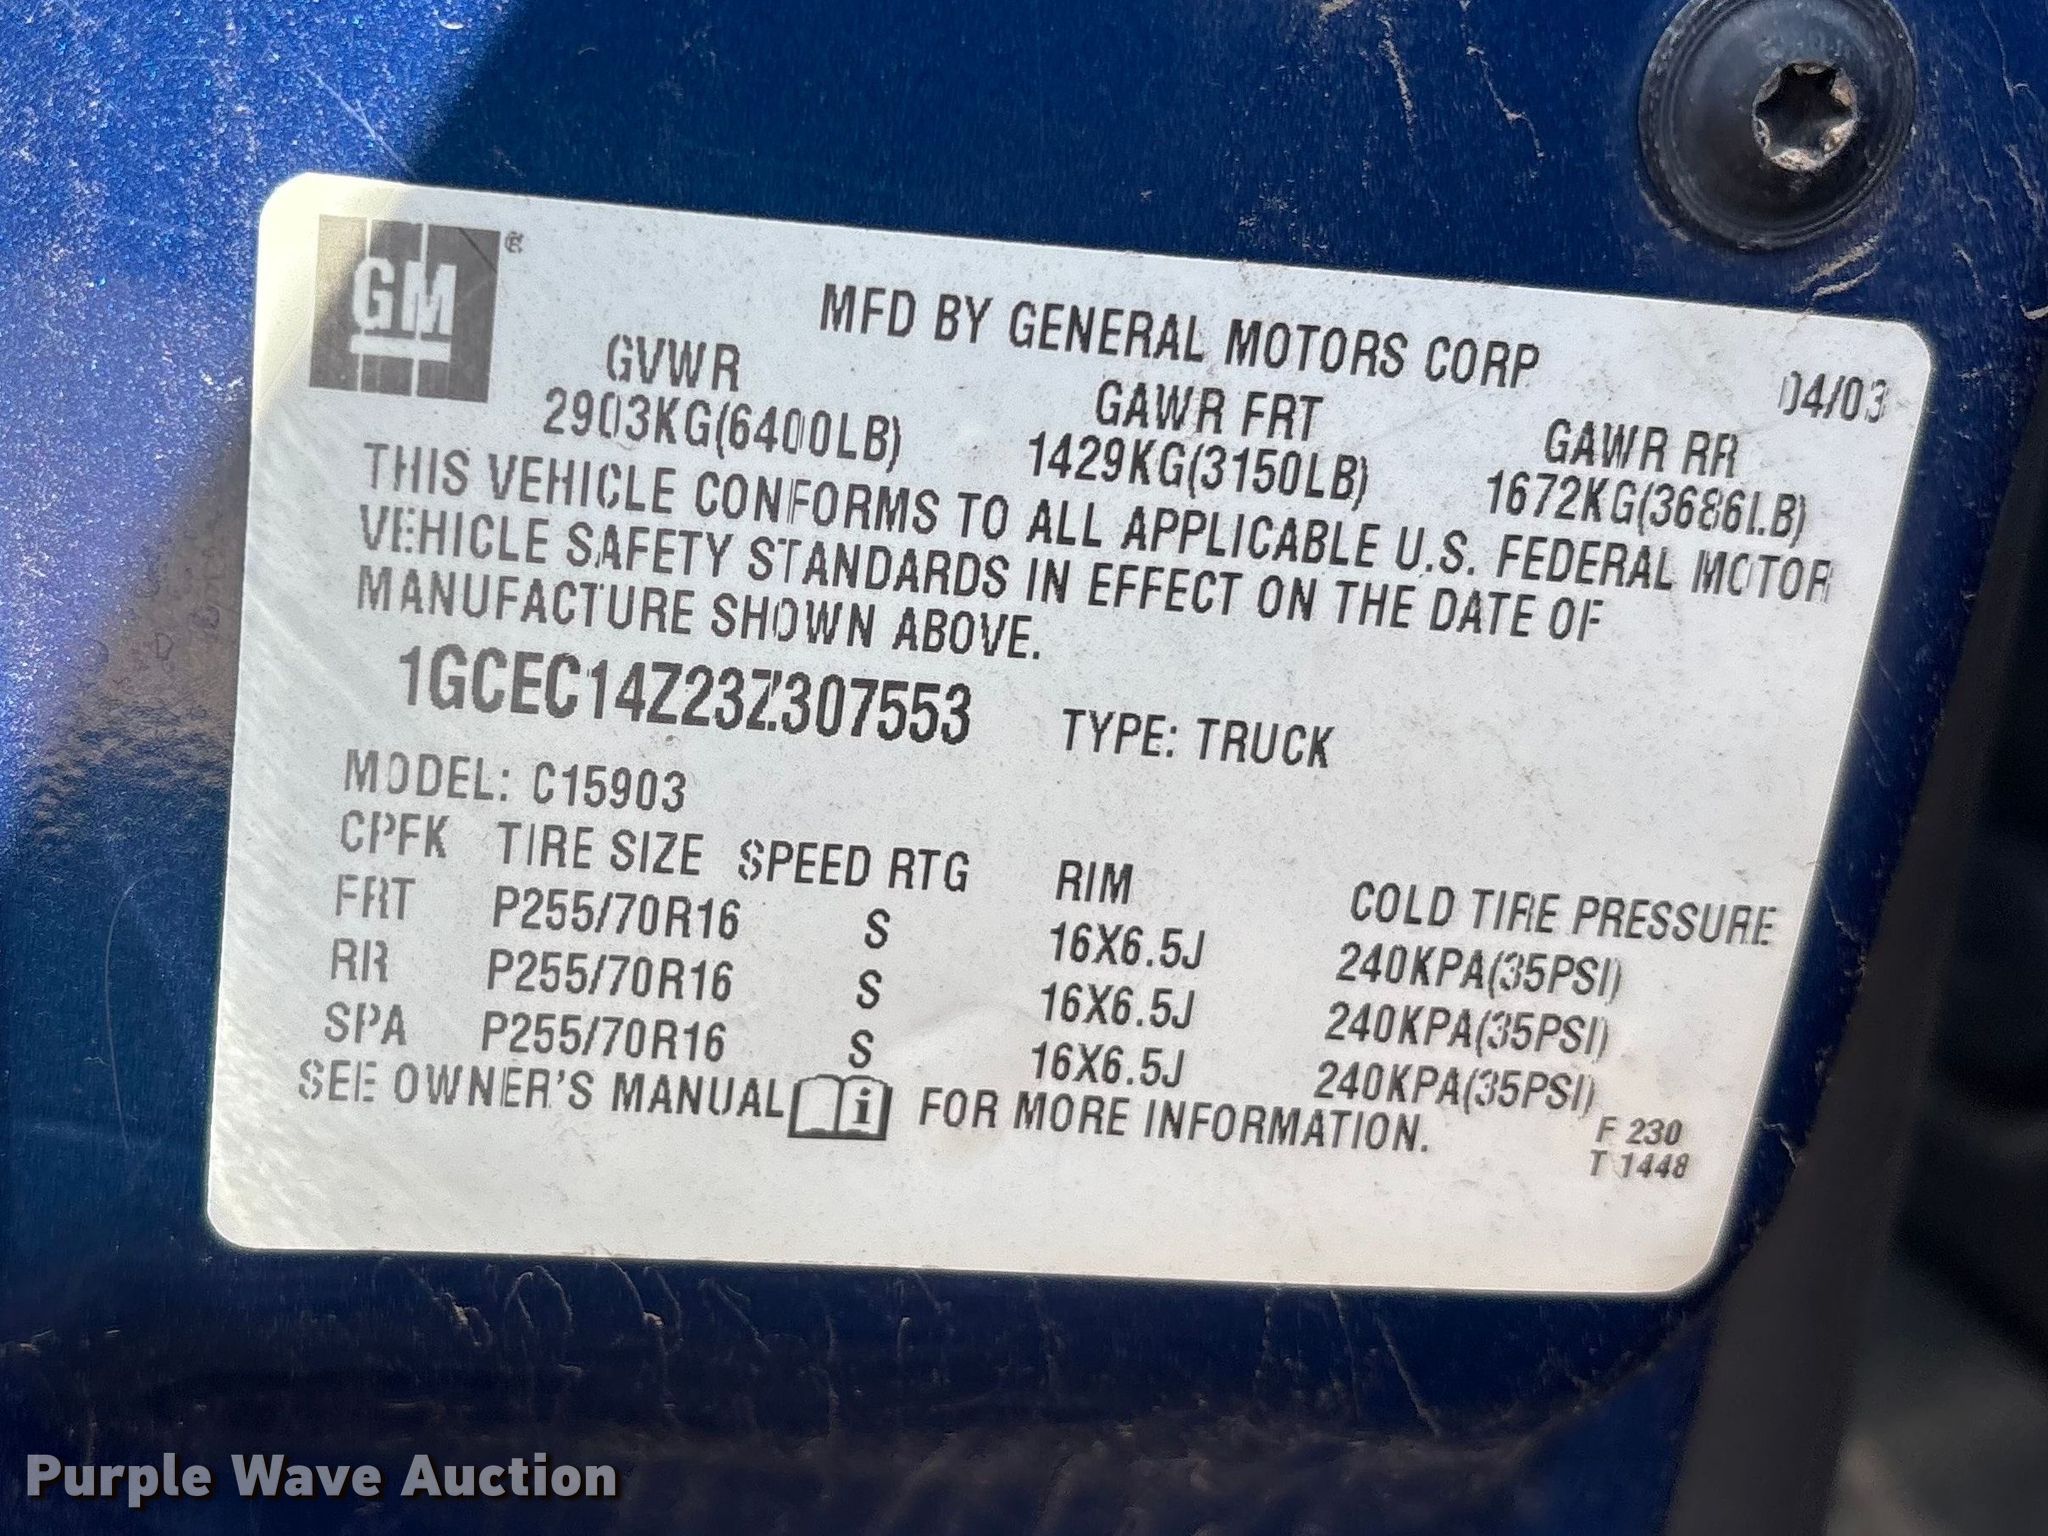 GM
MFD BY GENERAL MOTORS CORP
04/03
GVWR GAWR FRT GAWR RR
2903KG(6400LB) 1429KG(3150LB) 1672KG(3686LB)
THIS VEHICLE CONFORMS TO ALL APPLICABLE U.S. FEDERAL MOTOR
VEHICLE SAFETY STANDARDS IN EFFECT ON THE DATE OF
MANUFACTURE SHOWN ABOVE.
1GCEC14Z23Z307553 TYPE: TRUCK
MODEL: C15903
CPFK TIRE SIZE SPEED RTG RIM COLD TIRE PRESSURE
FRT P255/70R16 S 16X6.5J 240KPA(35PSI)
RR P255/70R16 S 16X6.5J 240KPA(35PSI)
SPA P255/70R16 S 16X6.5J 240KPA(35PSI)
SEE OWNER'S MANUAL i FOR MORE INFORMATION.
F 230
T 1448
Purple Wave Auction